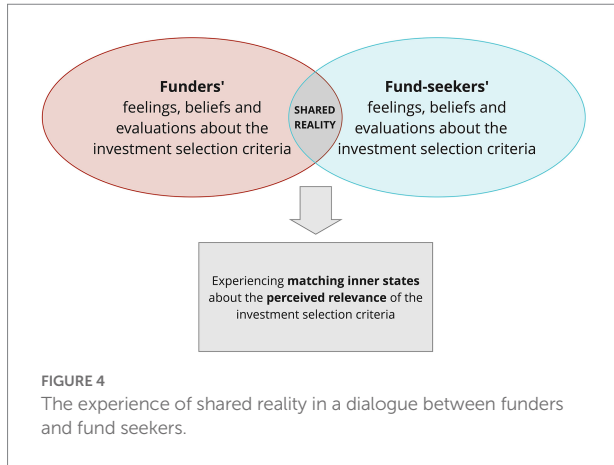 Funders'
feelings, beliefs and
evaluations about the
investment selection criteria
SHARED
REALITY
Fund-seekers'
feelings, beliefs and
evaluations about the
investment selection criteria
Experiencing matching inner states
about the perceived relevance of the
investment selection criteria
FIGURE 4
The experience of shared reality in a dialogue between funders
and fund seekers.